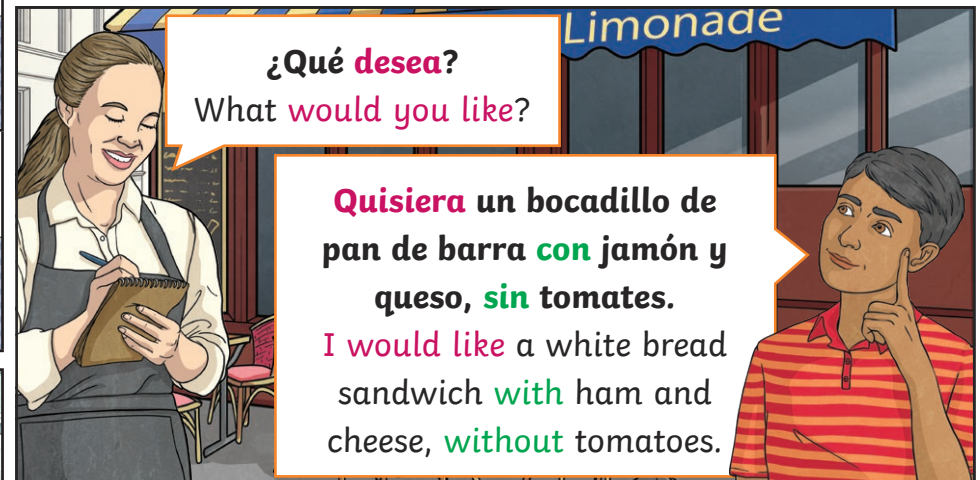 Limonade
¿Qué desea?
What would you like?
Quisiera un bocadillo de
pan de barra con jamón y
queso, sin tomates.
I would like a white bread
sandwich with ham and
cheese, without tomatoes.